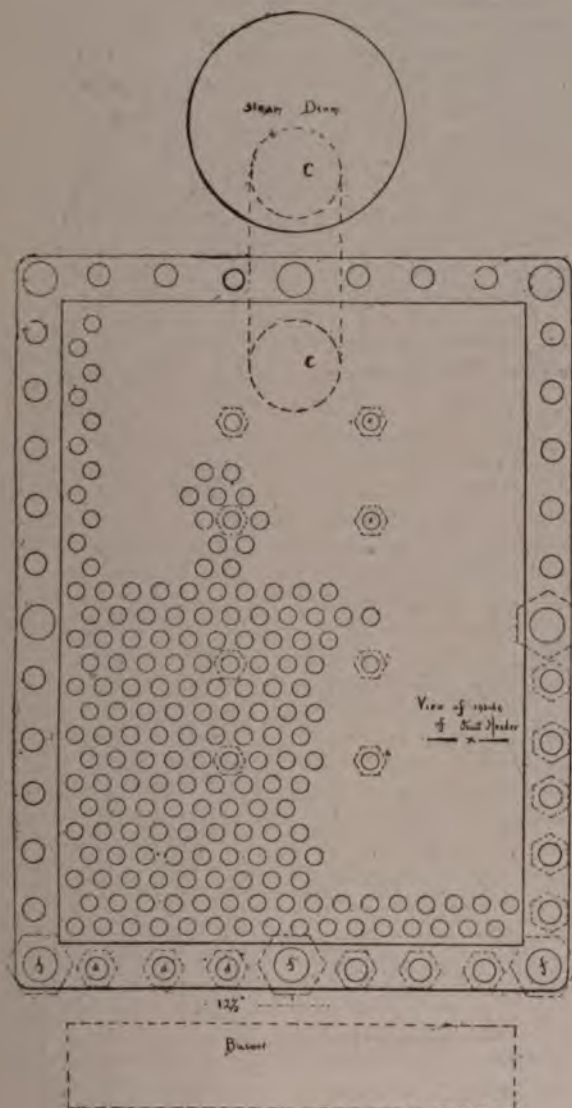 Steam Drum
C
C
View of inside
of Front Header
x
f
a
a
a
f
f
12½"
Burner